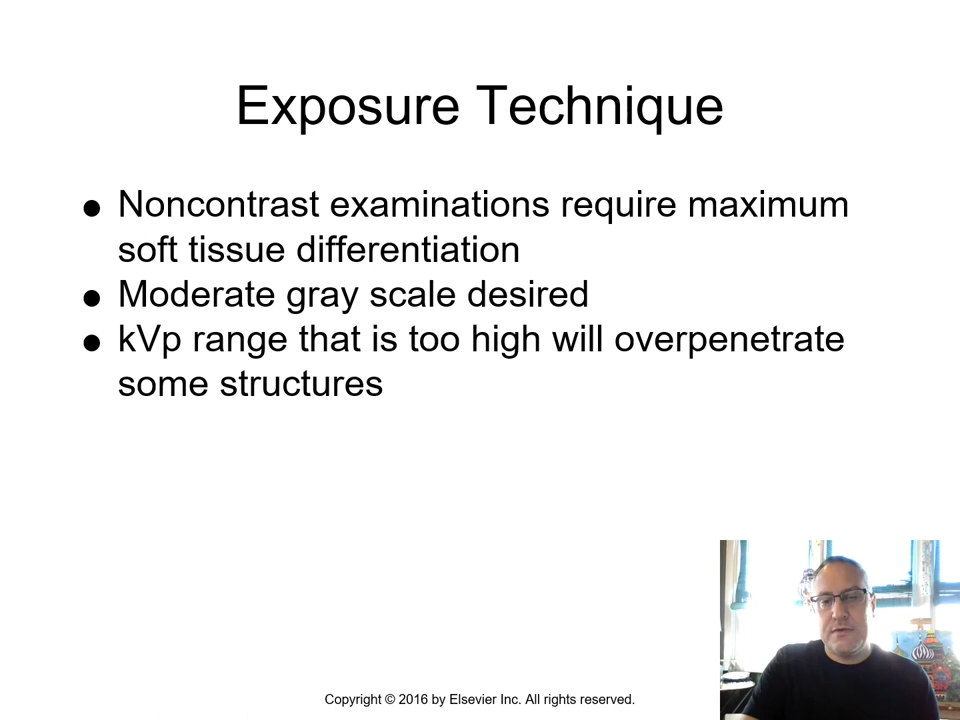 Exposure Technique
● Noncontrast examinations require maximum
soft tissue differentiation
● Moderate gray scale desired
● kVp range that is too high will overpenetrate
some structures
Copyright © 2016 by Elsevier Inc. All rights reserved.